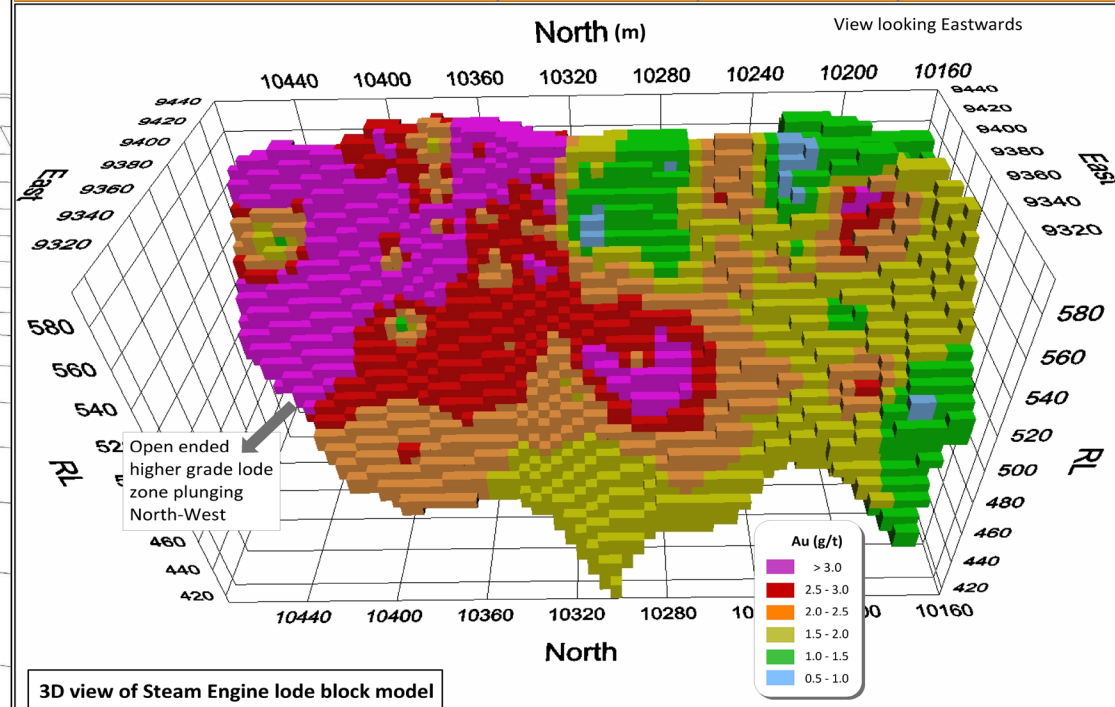 North (m)
View looking Eastwards
10440 10400 10360 10320 10280 10240 10200 10160
9440
9420
9400
9380
9360
9340
9320
East
9440
9420
9400
9380
9360
9340
9320
East
580
560
540
460
440
420
RL
580
560
540
520
500
480
460
440
420
RL
Open ended
higher grade lode
zone plunging
North-West
Au (g/t)
> 3.0
2.5 - 3.0
2.0 - 2.5
1.5 - 2.0
1.0 - 1.5
0.5 - 1.0
10440 10400 10360 10320 10280 10160
North
3D view of Steam Engine lode block model